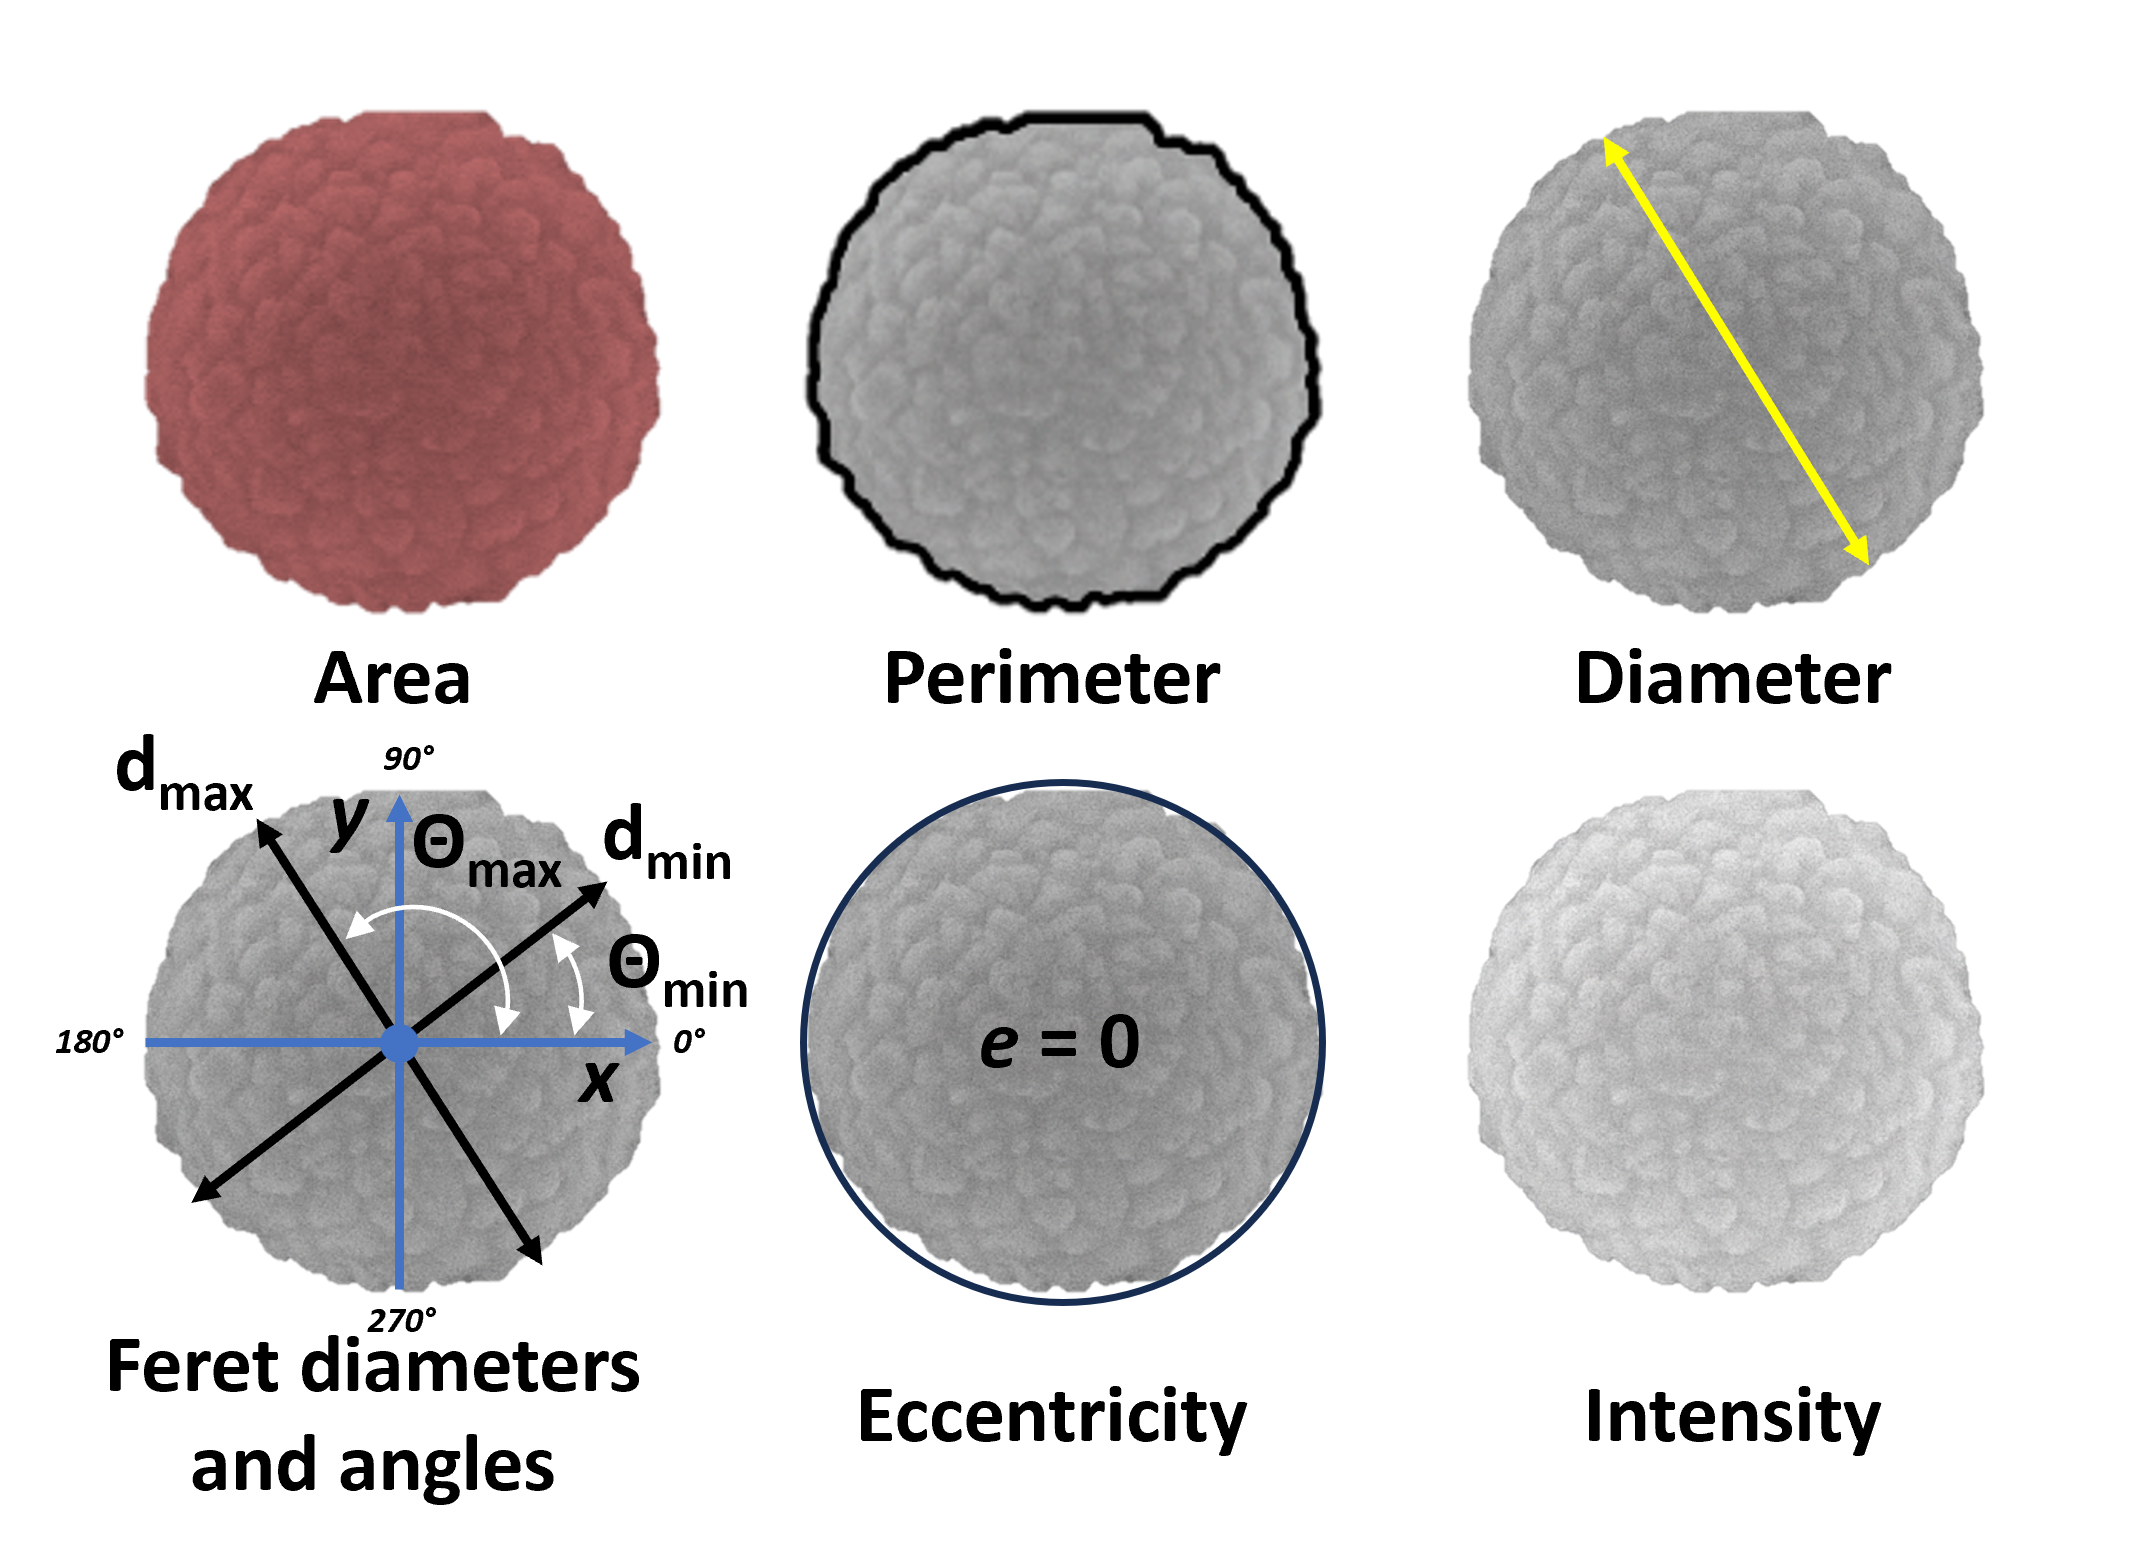 Area
Perimeter
Diameter
dmax
90°
y
Θmax
dmin
Θmin
180°
0°
x
270°
Feret diameters
and angles
e = 0
Eccentricity
Intensity